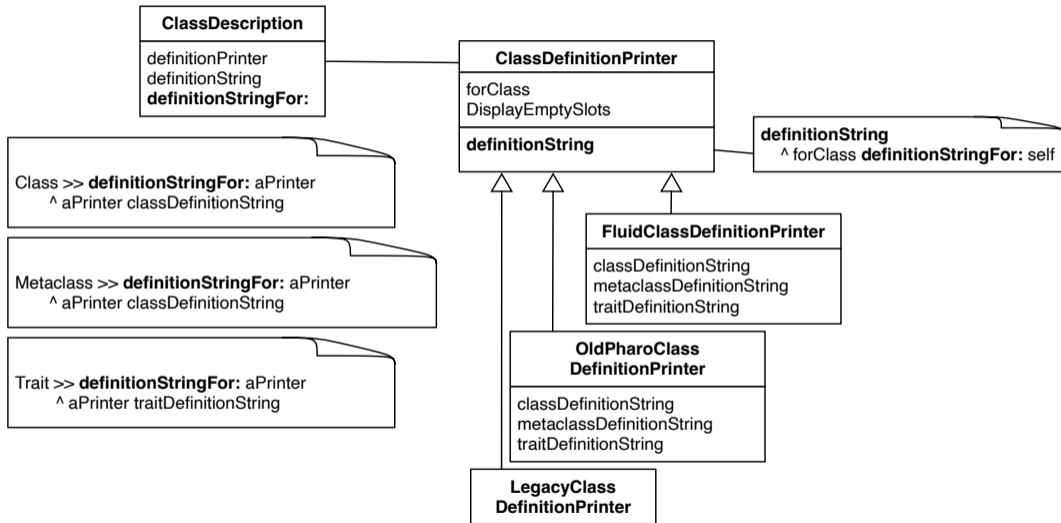 ClassDescription
definitionPrinter
definitionString
definitionStringFor:
ClassDefinitionPrinter
forClass
DisplayEmptySlots
definitionString
definitionString
^ forClass definitionStringFor: self
Class >> definitionStringFor: aPrinter
^ aPrinter classDefinitionString
Metaclass >> definitionStringFor: aPrinter
^ aPrinter classDefinitionString
Trait >> definitionStringFor: aPrinter
^ aPrinter traitDefinitionString
FluidClassDefinitionPrinter
classDefinitionString
metaclassDefinitionString
traitDefinitionString
OldPharoClass
DefinitionPrinter
classDefinitionString
metaclassDefinitionString
traitDefinitionString
LegacyClass
DefinitionPrinter